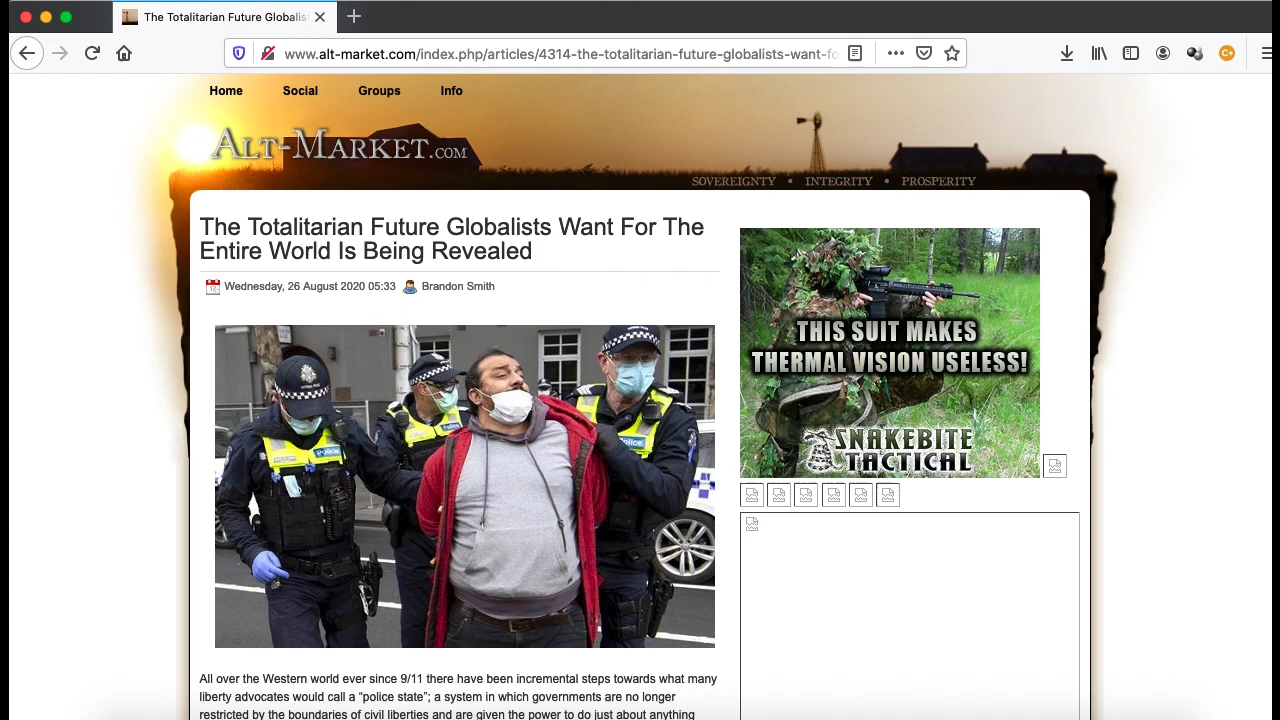 The Totalitarian Future Globalis
www.alt-market.com/index.php/articles/4314-the-totalitarian-future-globalists-want-fo
Home Social Groups Info
ALT-MARKET.COM
SOVEREIGNTY • INTEGRITY • PROSPERITY
The Totalitarian Future Globalists Want For The
Entire World Is Being Revealed
Wednesday, 26 August 2020 05:33 Brandon Smith
THIS SUIT MAKES
THERMAL VISION USELESS!
SNAKEBITE
TACTICAL
Police
Police
Police
All over the Western world ever since 9/11 there have been incremental steps towards what many
liberty advocates would call a “police state”; a system in which governments are no longer
restricted by the boundaries of civil liberties and are given the power to do just about anything